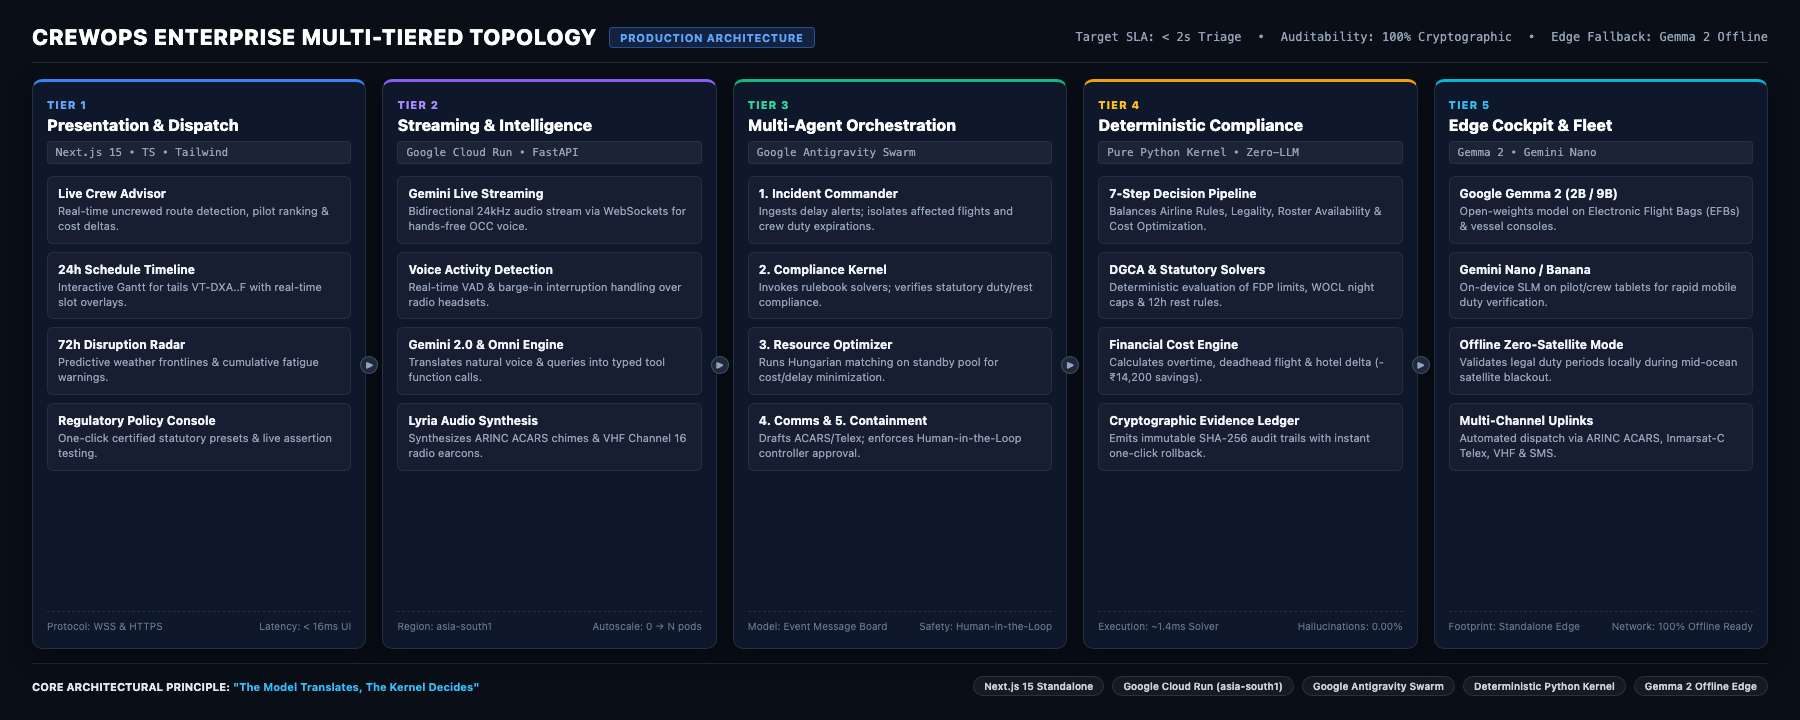 CREWOPS ENTERPRISE MULTI-TIERED TOPOLOGY
PRODUCTION ARCHITECTURE
Target SLA: < 2s Triage • Auditability: 100% Cryptographic • Edge Fallback: Gemma 2 Offline
TIER 1
Presentation & Dispatch
Next.js 15 • TS • Tailwind
Live Crew Advisor
Real-time uncrewed route detection, pilot ranking &
cost deltas.
24h Schedule Timeline
Interactive Gantt for tails VT-DXA..F with real-time
slot overlays.
72h Disruption Radar
Predictive weather frontlines & cumulative fatigue
warnings.
Regulatory Policy Console
One-click certified statutory presets & live assertion
testing.
Protocol: WSS & HTTPS
Latency: < 16ms UI
TIER 2
Streaming & Intelligence
Google Cloud Run • FastAPI
Gemini Live Streaming
Bidirectional 24kHz audio stream via WebSockets for
hands-free OCC voice.
Voice Activity Detection
Real-time VAD & barge-in interruption handling over
radio headsets.
Gemini 2.0 & Omni Engine
Translates natural voice & queries into typed tool
function calls.
Lyria Audio Synthesis
Synthesizes ARINC ACARS chimes & VHF Channel 16
radio earcons.
Region: asia-south1
Autoscale: 0 → N pods
TIER 3
Multi-Agent Orchestration
Google Antigravity Swarm
1. Incident Commander
Ingests delay alerts; isolates affected flights and
crew duty expirations.
2. Compliance Kernel
Invokes rulebook solvers; verifies statutory duty/rest
compliance.
3. Resource Optimizer
Runs Hungarian matching on standby pool for
cost/delay minimization.
4. Comms & 5. Containment
Drafts ACARS/Telex; enforces Human-in-the-Loop
controller approval.
Model: Event Message Board
Safety: Human-in-the-Loop
TIER 4
Deterministic Compliance
Pure Python Kernel • Zero-LLM
7-Step Decision Pipeline
Balances Airline Rules, Legality, Roster Availability &
Cost Optimization.
DGCA & Statutory Solvers
Deterministic evaluation of FDP limits, WOCL night
caps & 12h rest rules.
Financial Cost Engine
Calculates overtime, deadhead flight & hotel delta (-
₹14,200 savings).
Cryptographic Evidence Ledger
Emits immutable SHA-256 audit trails with instant
one-click rollback.
Execution: ~1.4ms Solver
Hallucinations: 0.00%
TIER 5
Edge Cockpit & Fleet
Gemma 2 • Gemini Nano
Google Gemma 2 (2B / 9B)
Open-weights model on Electronic Flight Bags (EFBs)
& vessel consoles.
Gemini Nano / Banana
On-device SLM on pilot/crew tablets for rapid mobile
duty verification.
Offline Zero-Satellite Mode
Validates legal duty periods locally during mid-ocean
satellite blackout.
Multi-Channel Uplinks
Automated dispatch via ARINC ACARS, Inmarsat-C
Telex, VHF & SMS.
Footprint: Standalone Edge
Network: 100% Offline Ready
CORE ARCHITECTURAL PRINCIPLE: "The Model Translates, The Kernel Decides"
Next.js 15 Standalone
Google Cloud Run (asia-south1)
Google Antigravity Swarm
Deterministic Python Kernel
Gemma 2 Offline Edge